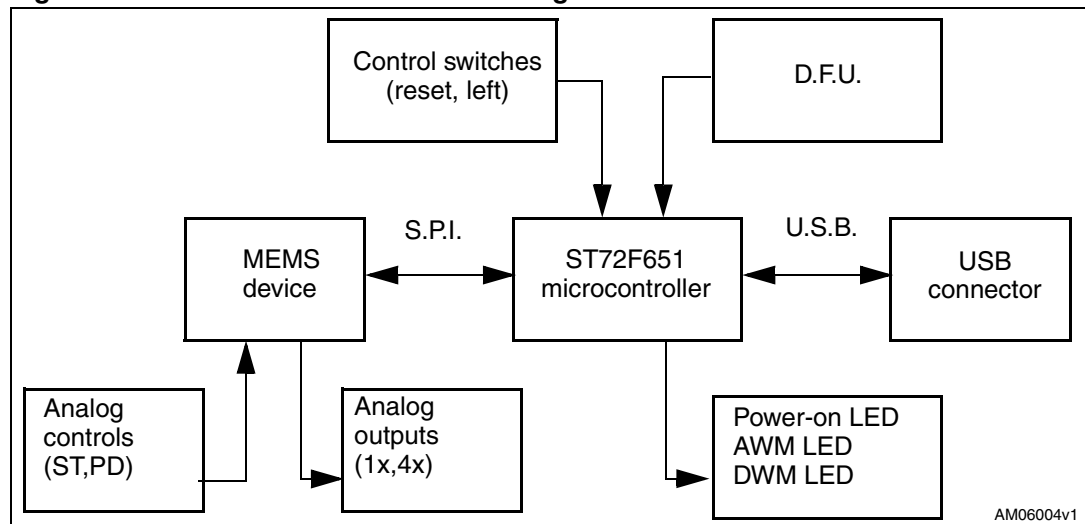 Control switches
(reset, left)
D.F.U.
S.P.I.
U.S.B.
MEMS
device
ST72F651
microcontroller
USB
connector
Analog
controls
(ST,PD)
Analog
outputs
(1x,4x)
Power-on LED
AWM LED
DWM LED
AM06004v1